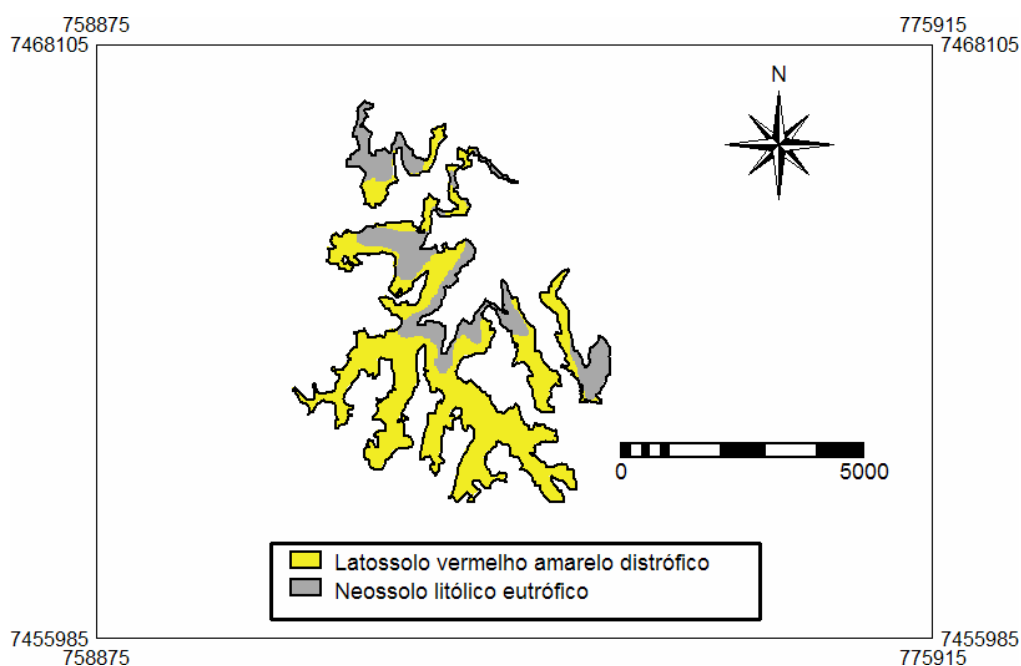 758875 775915
7468105 7468105
N
0 5000
Latossolo vermelho amarelo distrófico
Neossolo litólico eutrófico
7455985 7455985
758875 775915